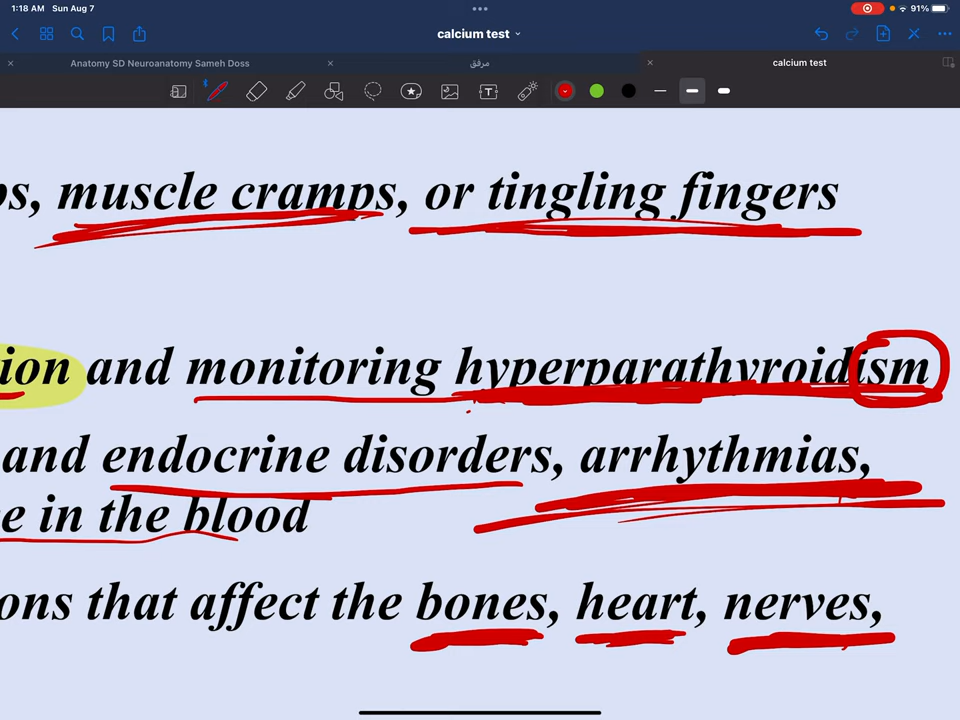 1:18 AM Sun Aug 7
91%
calcium test
Anatomy SD Neuroanatomy Sameh Doss
مرفق
calcium test
os, muscle cramps, or tingling fingers
ion and monitoring hyperparathyroidism
and endocrine disorders, arrhythmias,
e in the blood
ons that affect the bones, heart, nerves,